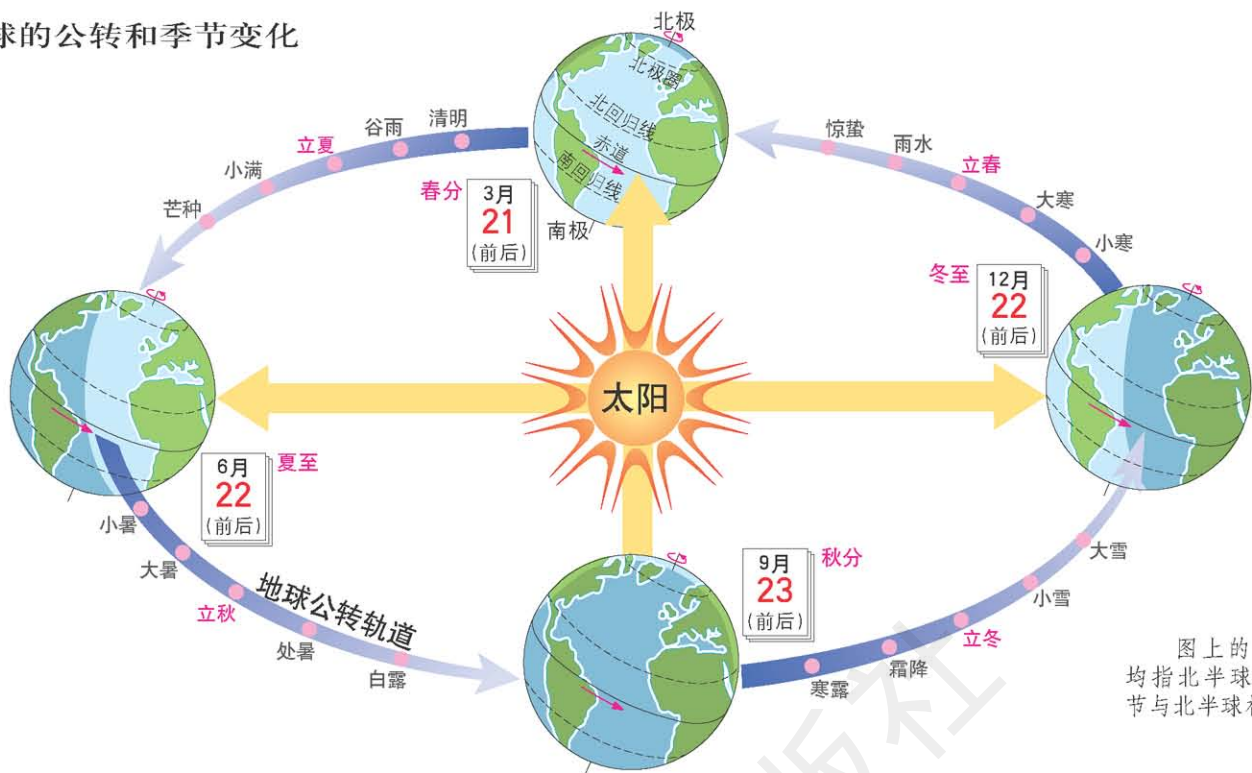 球的公转和季节变化
北极
北极圈
北回归线
赤道
南回归线
南极
春分
3月
21
(前后)
清明
谷雨
立夏
小满
芒种
夏至
6月
22
(前后)
小暑
大暑
立秋
处暑
白露
地球公转轨道
秋分
9月
23
(前后)
寒露
霜降
立冬
小雪
大雪
冬至
12月
22
(前后)
小寒
大寒
立春
雨水
惊蛰
太阳
图上的
均指北半球
节与北半球
版社